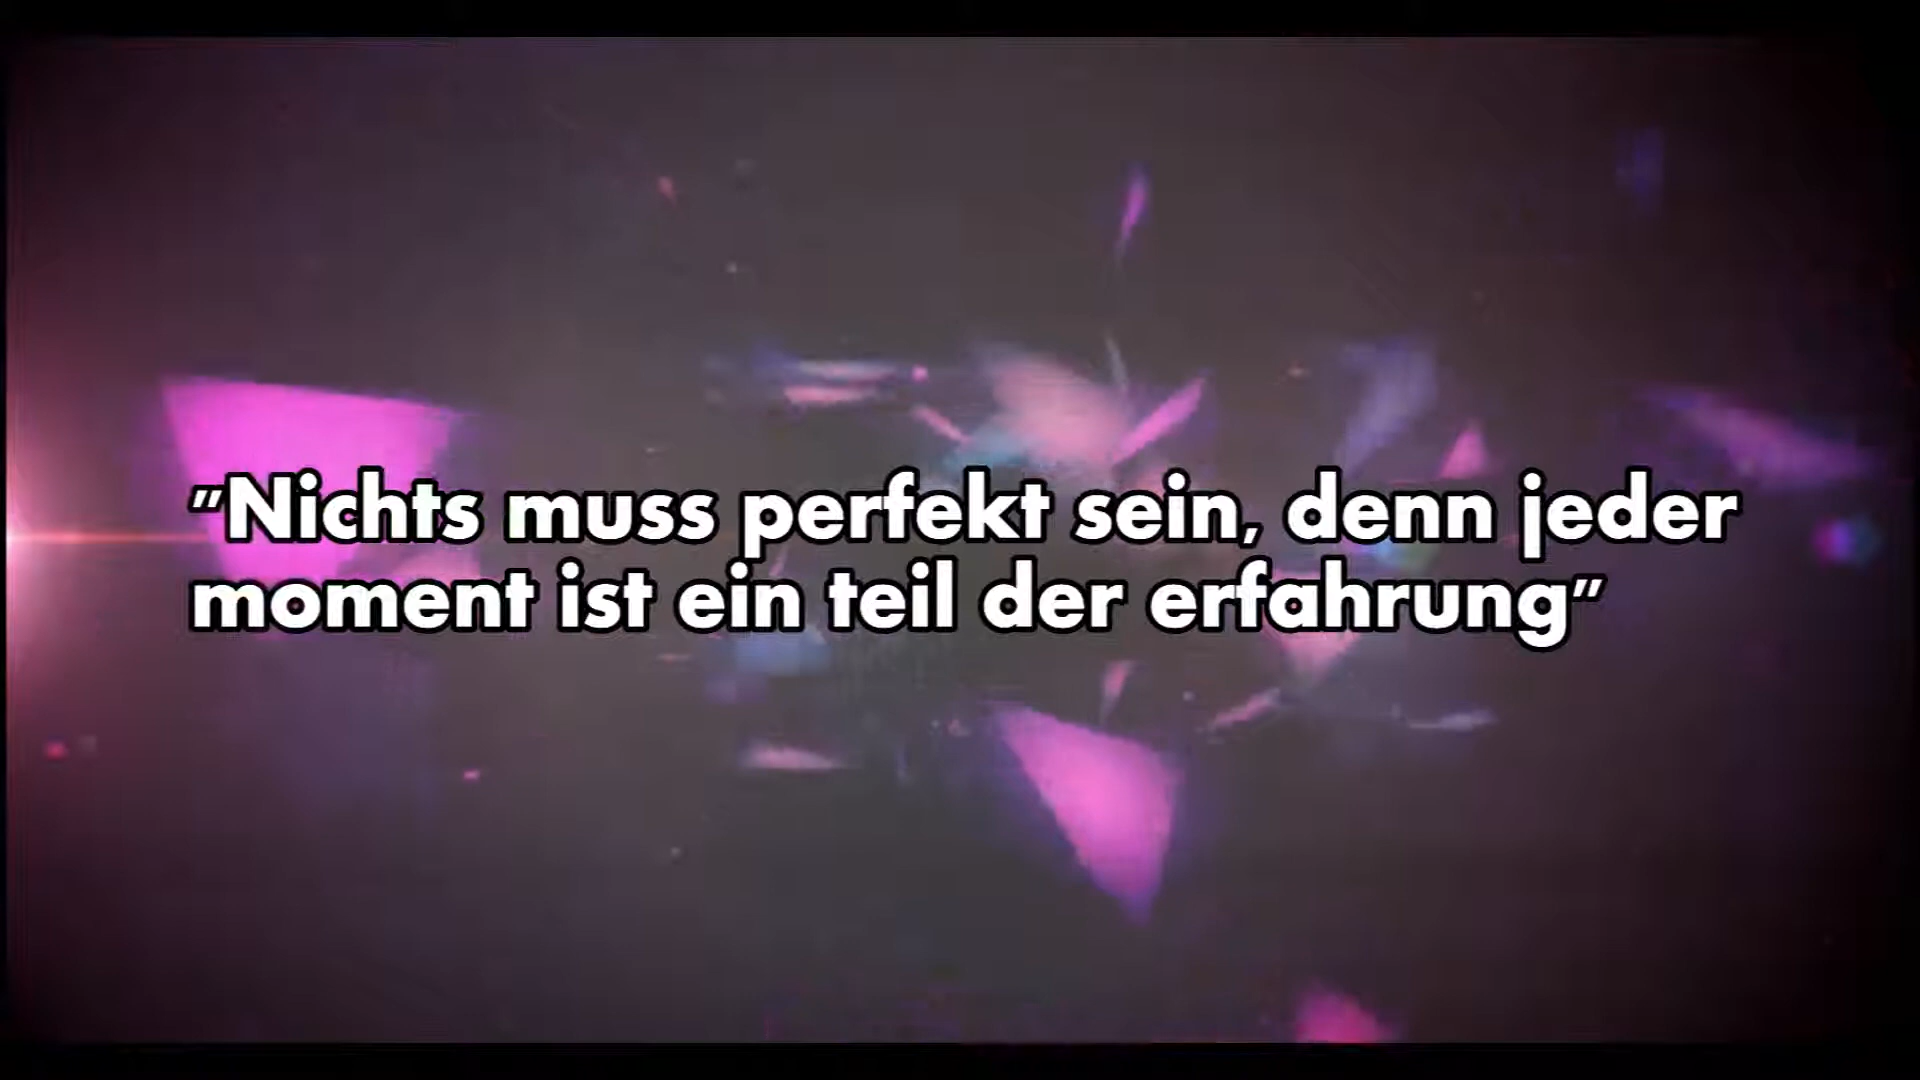 "Nichts muss perfekt sein, denn jeder
moment ist ein teil der erfahrung"